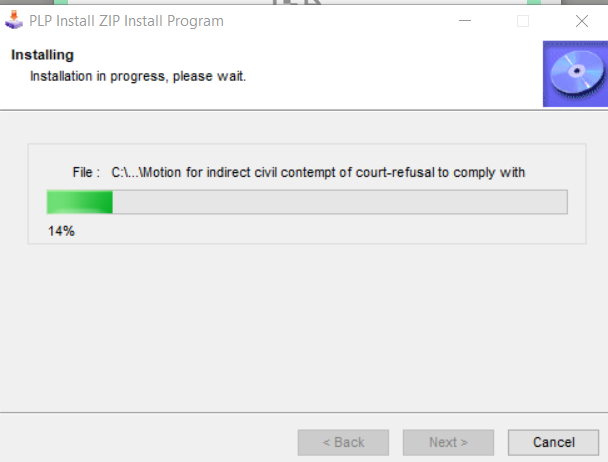 PLP Install ZIP Install Program
Installing
Installation in progress, please wait.
File : C:\...\Motion for indirect civil contempt of court-refusal to comply with
14%
< Back
Next >
Cancel